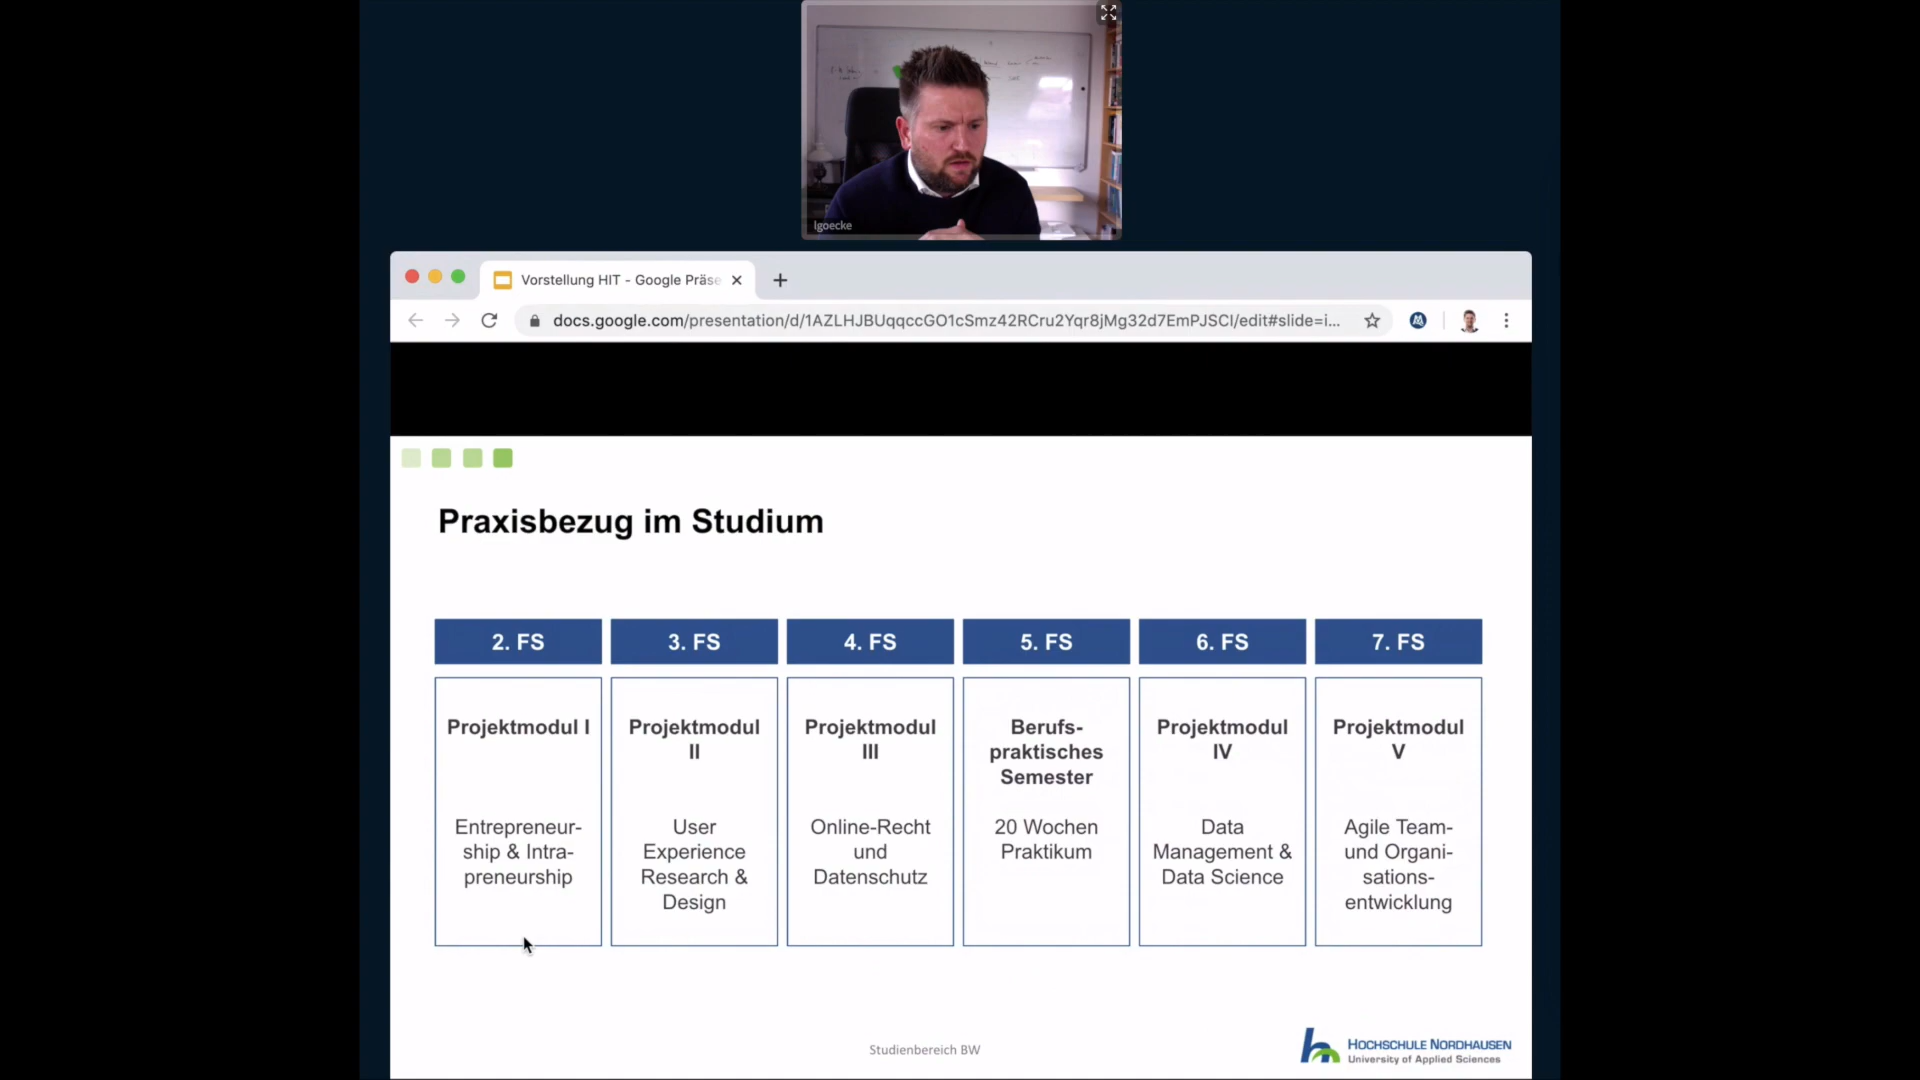 lgoecke
Vorstellung HIT - Google Präse
docs.google.com/presentation/d/1AZLHJBUqqccGO1cSmz42RCru2Yqr8jMg32d7EmPJSCI/edit#slide=i...
Praxisbezug im Studium
2. FS
3. FS
4. FS
5. FS
6. FS
7. FS
Projektmodul I
Entrepreneur-
ship & Intra-
preneurship
Projektmodul
II
User
Experience
Research &
Design
Projektmodul
III
Online-Recht
und
Datenschutz
Berufs-
praktisches
Semester
20 Wochen
Praktikum
Projektmodul
IV
Data
Management &
Data Science
Projektmodul
V
Agile Team-
und Organi-
sations-
entwicklung
Studienbereich BW
HOCHSCHULE NORDHAUSEN
University of Applied Sciences